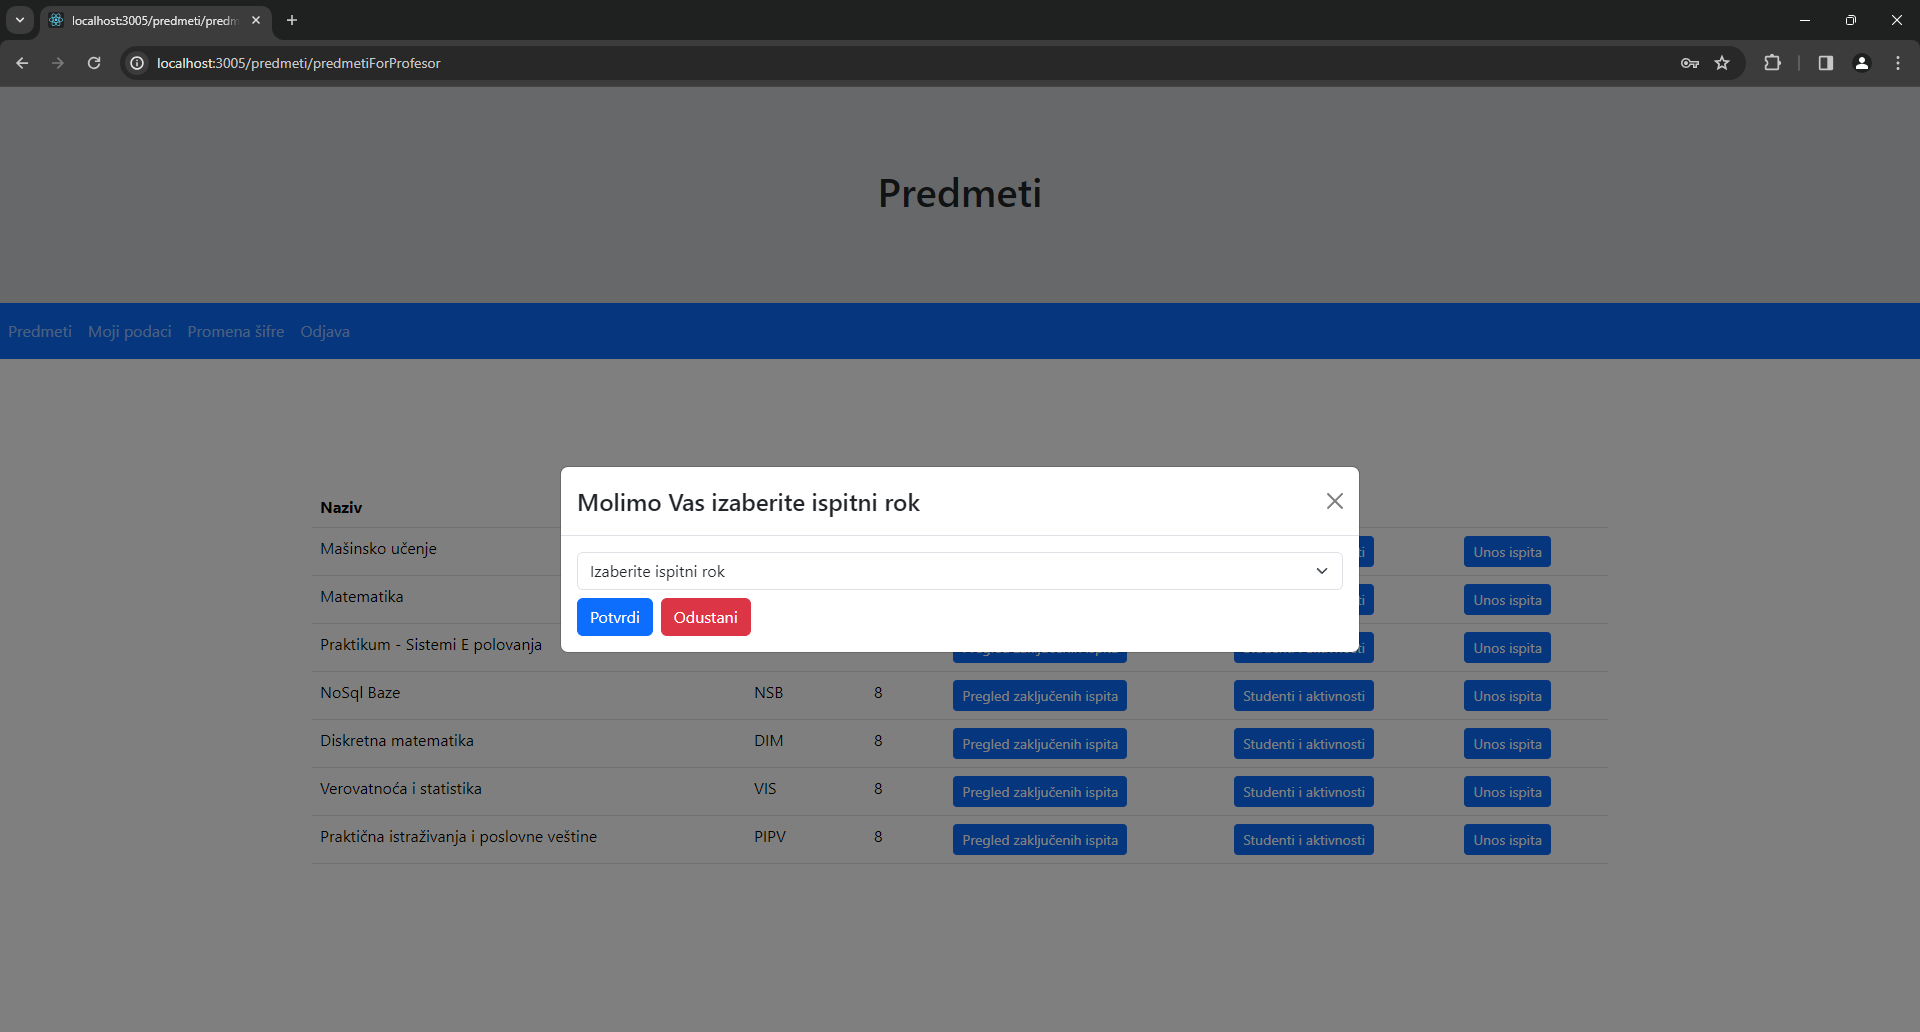 localhost:3005/predmeti/predm
localhost:3005/predmeti/predmetiForProfesor
Predmeti
Predmeti Moji podaci Promena šifre Odjava
Molimo Vas izaberite ispitni rok
Izaberite ispitni rok
Potvrdi Odustani
Naziv
Mašinsko učenje Unos ispita
Matematika Unos ispita
Praktikum - Sistemi E polovanja Unos ispita
NoSql Baze NSB 8 Pregled zaključenih ispita Studenti i aktivnosti Unos ispita
Diskretna matematika DIM 8 Pregled zaključenih ispita Studenti i aktivnosti Unos ispita
Verovatnoća i statistika VIS 8 Pregled zaključenih ispita Studenti i aktivnosti Unos ispita
Praktična istraživanja i poslovne veštine PIPV 8 Pregled zaključenih ispita Studenti i aktivnosti Unos ispita